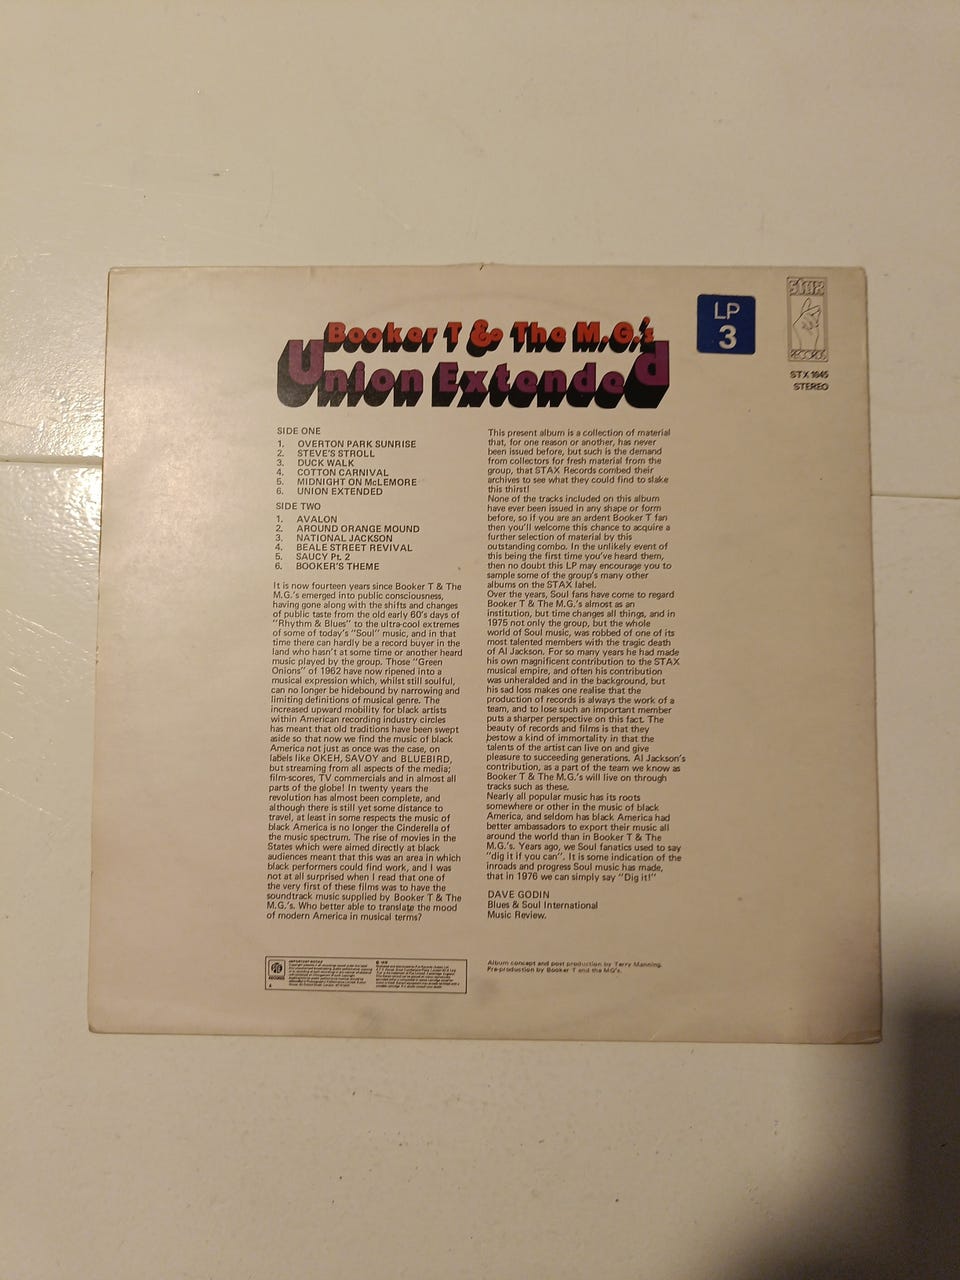 Booker T & The M.G.'s
Union Extended
LP
3
Stax
RECORDS
STX 1045
STEREO
SIDE ONE
1. OVERTON PARK SUNRISE
2. STEVE'S STROLL
3. DUCK WALK
4. COTTON CARNIVAL
5. MIDNIGHT ON McLEMORE
6. UNION EXTENDED
SIDE TWO
1. AVALON
2. AROUND ORANGE MOUND
3. NATIONAL JACKSON
4. BEALE STREET REVIVAL
5. SAUCY Pt. 2
6. BOOKER'S THEME
It is now fourteen years since Booker T & The
M.G.'s emerged into public consciousness,
having gone along with the shifts and changes
of public taste from the old early 60's days of
"Rhythm & Blues" to the ultra-cool extremes
of some of today's "Soul" music, and in that
time there can hardly be a record buyer in the
land who hasn't at some time or another heard
music played by the group. Those "Green
Onions" of 1962 have now ripened into a
musical expression which, whilst still soulful,
can no longer be hidebound by narrowing and
limiting definitions of musical genre. The
increased upward mobility for black artists
within American recording industry circles
has meant that old traditions have been swept
aside so that now we find the music of black
America not just as once was the case, on
labels like OKEH, SAVOY and BLUEBIRD,
but streaming from all aspects of the media;
film-scores, TV commercials and in almost all
parts of the globe! In twenty years the
revolution has almost been complete, and
although there is still yet some distance to
travel, at least in some respects the music of
black America is no longer the Cinderella of
the music spectrum. The rise of movies in the
States which were aimed directly at black
audiences meant that this was an area in which
black performers could find work, and I was
not at all surprised when I read that one of
the very first of these films was to have the
soundtrack music supplied by Booker T & The
M.G.'s. Who better able to translate the mood
of modern America in musical terms?
This present album is a collection of material
that, for one reason or another, has never
been issued before, but such is the demand
from collectors for fresh material from the
group, that STAX Records combed their
archives to see what they could find to slake
this thirst!
None of the tracks included on this album
have ever been issued in any shape or form
before, so if you are an ardent Booker T fan
then you'll welcome this chance to acquire a
further selection of material by this
outstanding combo. In the unlikely event of
this being the first time you've heard them,
then no doubt this LP may encourage you to
sample some of the group's many other
albums on the STAX label.
Over the years, Soul fans have come to regard
Booker T & The M.G.'s almost as an
institution, but time changes all things, and in
1975 not only the group, but the whole
world of Soul music, was robbed of one of its
most talented members with the tragic death
of Al Jackson. For so many years he had made
his own magnificent contribution to the STAX
musical empire, and often his contribution
was unheralded and in the background, but
his sad loss makes one realise that the
production of records is always the work of a
team, and to lose such an important member
puts a sharper perspective on this fact. The
beauty of records and films is that they
bestow a kind of immortality in that the
talents of the artist can live on and give
pleasure to succeeding generations. Al Jackson's
contribution, as a part of the team we know as
Booker T & The M.G.'s will live on through
tracks such as these.
Nearly all popular music has its roots
somewhere or other in the music of black
America, and seldom has black America had
better ambassadors to export their music all
around the world than in Booker T & The
M.G.'s. Years ago, we Soul fanatics used to say
"dig it if you can". It is some indication of the
inroads and progress Soul music has made,
that in 1976 we can simply say "Dig it!"
DAVE GODIN
Blues & Soul International
Music Review.
IMPORTANT NOTICE
Album concept and post production by Terry Manning.
Pre-production by Booker T and the MG's.